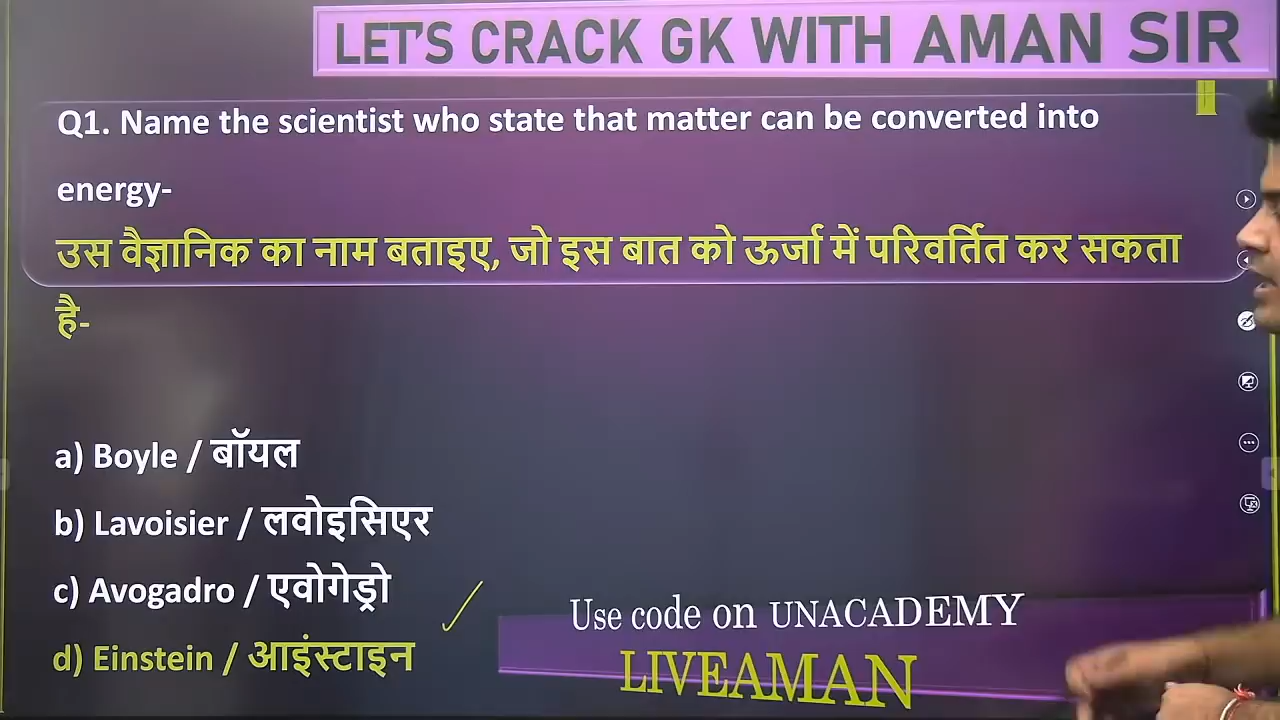 LET'S CRACK GK WITH AMAN SIR
Q1. Name the scientist who state that matter can be converted into
energy-
उस वैज्ञानिक का नाम बताइए, जो इस बात को ऊर्जा में परिवर्तित कर सकता
है-
a) Boyle / बॉयल
b) Lavoisier / लवोइसिएर
c) Avogadro / एवोगेड्रो
d) Einstein / आइंस्टाइन
Use code on UNACADEMY
LIVEAMAN